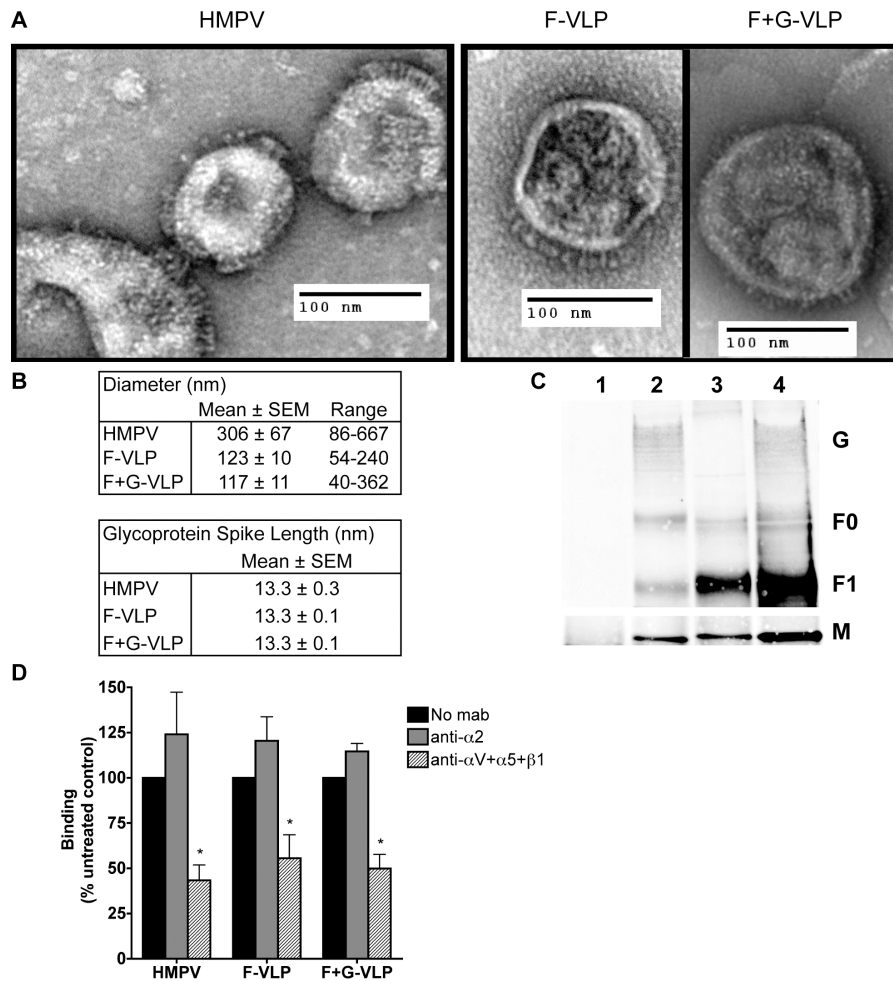 A
HMPV
F-VLP
F+G-VLP
100 nm
100 nm
100 nm
B
Diameter (nm)
Mean ± SEM Range
HMPV 306 ± 67 86-667
F-VLP 123 ± 10 54-240
F+G-VLP 117 ± 11 40-362
Glycoprotein Spike Length (nm)
Mean ± SEM
HMPV 13.3 ± 0.3
F-VLP 13.3 ± 0.1
F+G-VLP 13.3 ± 0.1
C
1 2 3 4
G
F0
F1
M
D
Binding
(% untreated control)
150
125
100
75
50
25
0
* * *
HMPV F-VLP F+G-VLP
No mab
anti-α2
anti-αV+α5+β1